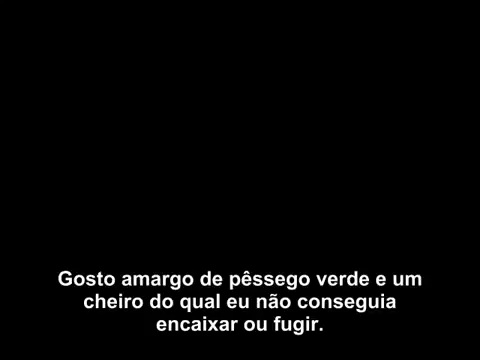 Gosto amargo de pêssego verde e um
cheiro do qual eu não conseguia
encaixar ou fugir.